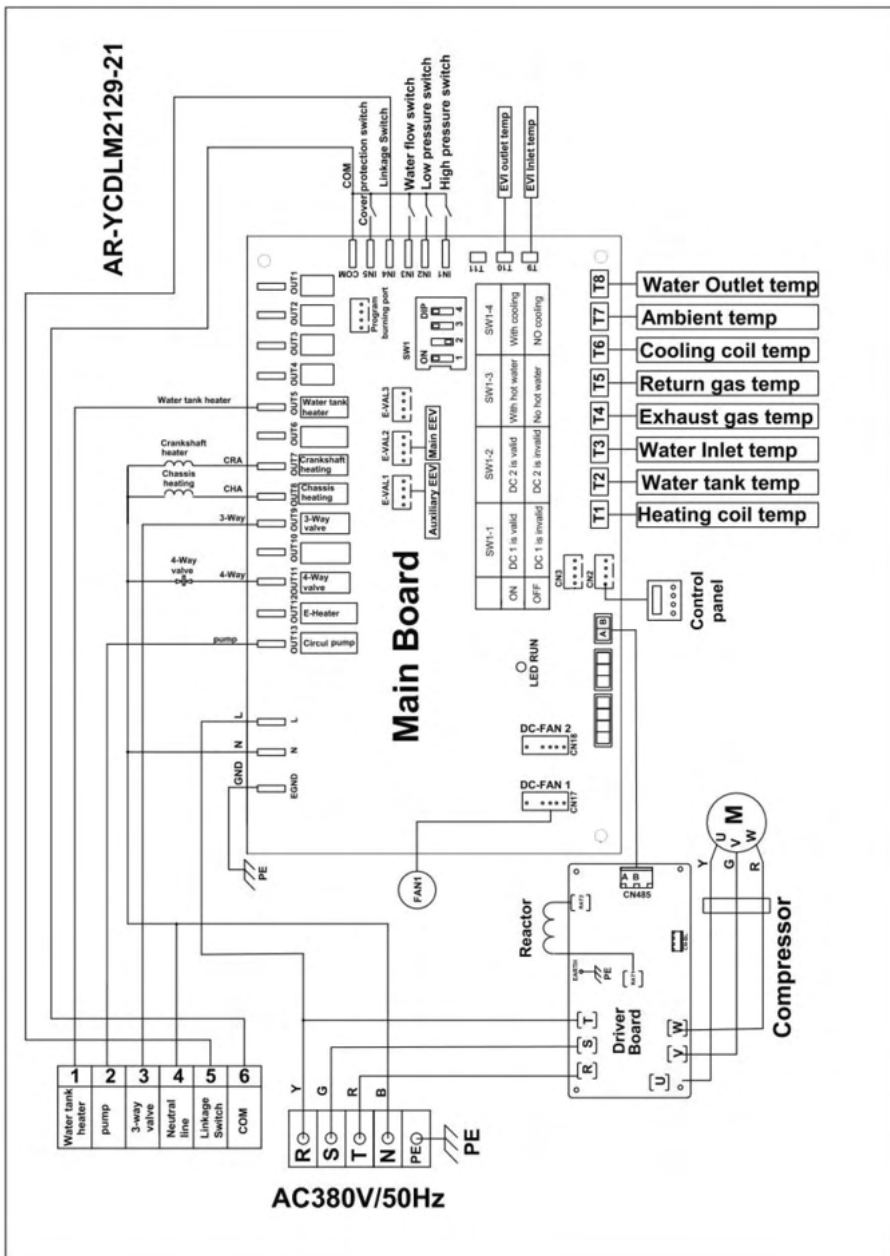 AR-YCDLM2129-21
COM
Cover protection switch
Linkage Switch
Water flow switch
Low pressure switch
High pressure switch
EVI outlet temp
EVI Inlet temp
COM
IN5
IN4
IN3
IN2
IN1
T11
T10
T9
OUT1
OUT2
OUT3
OUT4
OUT5
Water tank heater
OUT6
OUT7
Crankshaft heating
OUT8
Chassis heating
OUT9
3-Way valve
OUT10
OUT11
4-Way valve
OUT12
E-Heater
OUT13
Circul pump
Water tank heater
Crankshaft heater
CRA
Chassis heating
CHA
3-Way
4-Way valve
4-Way
pump
L
N
GND
L
N
EGND
PE
Program burning port
SW1
ON
DIP
1 2 3 4
E-VAL3
E-VAL2
E-VAL1
Main EEV
Auxiliary EEV
Main Board
SW1-1
SW1-2
SW1-3
SW1-4
ON
DC 1 is valid
DC 2 is valid
With hot water
With cooling
OFF
DC 1 is invalid
DC 2 is invalid
No hot water
NO cooling
T8 Water Outlet temp
T7 Ambient temp
T6 Cooling coil temp
T5 Return gas temp
T4 Exhaust gas temp
T3 Water Inlet temp
T2 Water tank temp
T1 Heating coil temp
CN3
CN2
Control panel
A B
LED RUN
DC-FAN 2
CN18
DC-FAN 1
CN17
FAN1
Reactor
EARTH
PE
A B
CN485
Driver Board
T
S
R
W
V
U
M
U
V
W
Y
G
R
Compressor
1
2
3
4
5
6
Water tank heater
pump
3-way valve
Neutral line
Linkage Switch
COM
Y
G
R
B
R
S
T
N
PE
PE
AC380V/50Hz